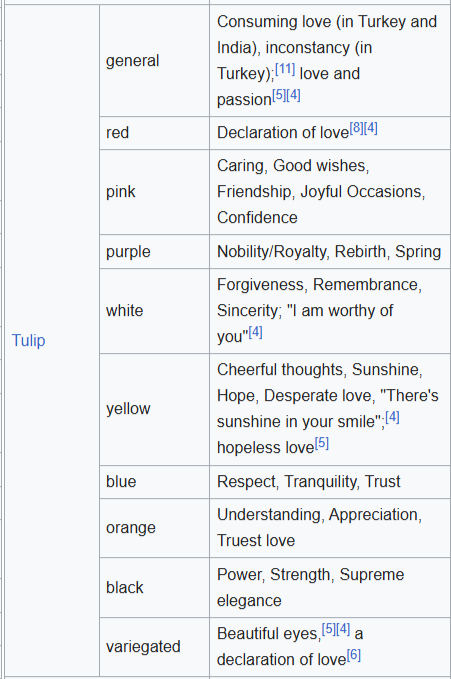 general
Consuming love (in Turkey and
India), inconstancy (in
Turkey);[11] love and
passion[5][4]
red
Declaration of love[8][4]
pink
Caring, Good wishes,
Friendship, Joyful Occasions,
Confidence
purple
Nobility/Royalty, Rebirth, Spring
white
Forgiveness, Remembrance,
Sincerity; "I am worthy of
you"[4]
Tulip
yellow
Cheerful thoughts, Sunshine,
Hope, Desperate love, "There's
sunshine in your smile";[4]
hopeless love[5]
blue
Respect, Tranquility, Trust
orange
Understanding, Appreciation,
Truest love
black
Power, Strength, Supreme
elegance
variegated
Beautiful eyes,[5][4] a
declaration of love[6]